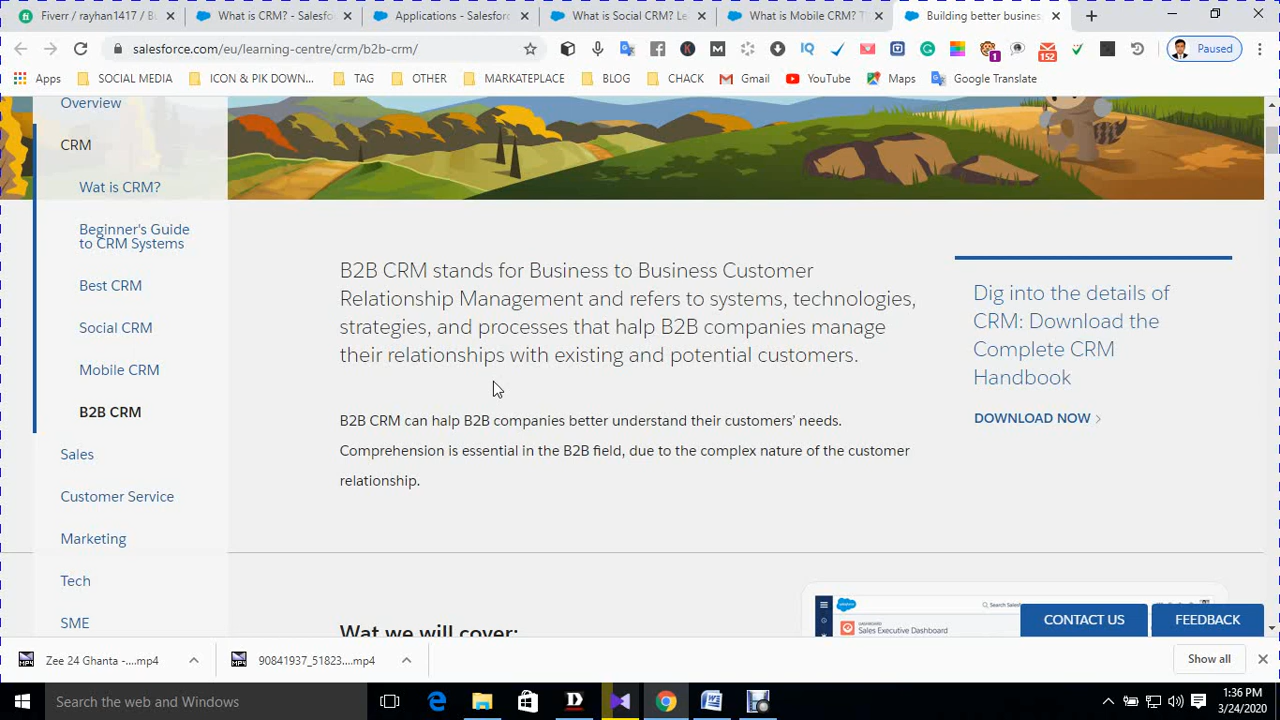 Fiverr / rayhan1417 / Bu
What is CRM? - Salesfo
Applications - Salesfo
What is Social CRM? Le
What is Mobile CRM? T
Building better busines
salesforce.com/eu/learning-centre/crm/b2b-crm/
1
152
Paused
Apps
SOCIAL MEDIA
ICON & PIK DOWN...
TAG
OTHER
MARKATEPLACE
BLOG
CHACK
Gmail
YouTube
Maps
Google Translate
Overview
CRM
Wat is CRM?
Beginner's Guide
to CRM Systems
Best CRM
Social CRM
Mobile CRM
B2B CRM
Sales
Customer Service
Marketing
Tech
SME
B2B CRM stands for Business to Business Customer
Relationship Management and refers to systems, technologies,
strategies, and processes that help B2B companies manage
their relationships with existing and potential customers.
B2B CRM can help B2B companies better understand their customers' needs.
Comprehension is essential in the B2B field, due to the complex nature of the customer
relationship.
Dig into the details of
CRM: Download the
Complete CRM
Handbook
DOWNLOAD NOW
Wat we will cover:
Search Salesfo
Sales Executive Dashboard
CONTACT US
FEEDBACK
Zee 24 Ghanta -....mp4
90841937_51823....mp4
Show all
Search the web and Windows
1:36 PM
3/24/2020